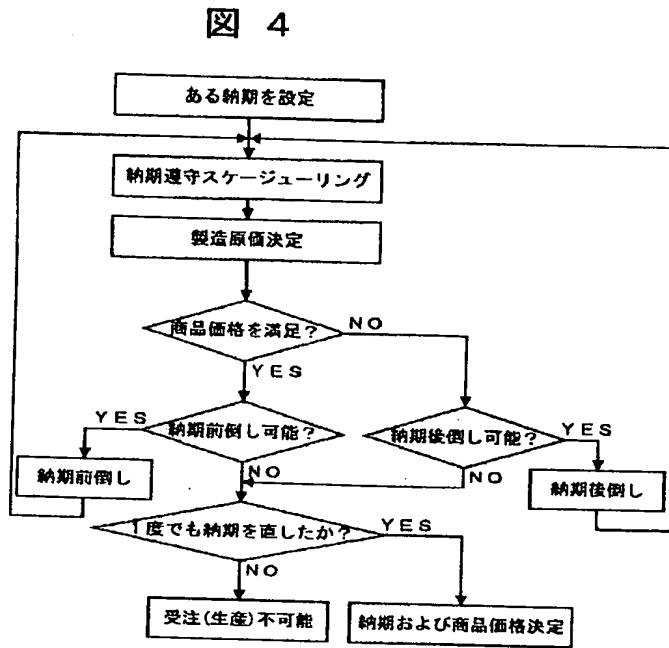 図 4
ある納期を設定
納期遵守スケージューリング
製造原価決定
商品価格を満足?
NO
YES
YES
納期前倒し可能?
納期後倒し可能?
YES
納期前倒し
NO
NO
納期後倒し
1度でも納期を直したか?
YES
NO
受注(生産)不可能
納期および商品価格決定